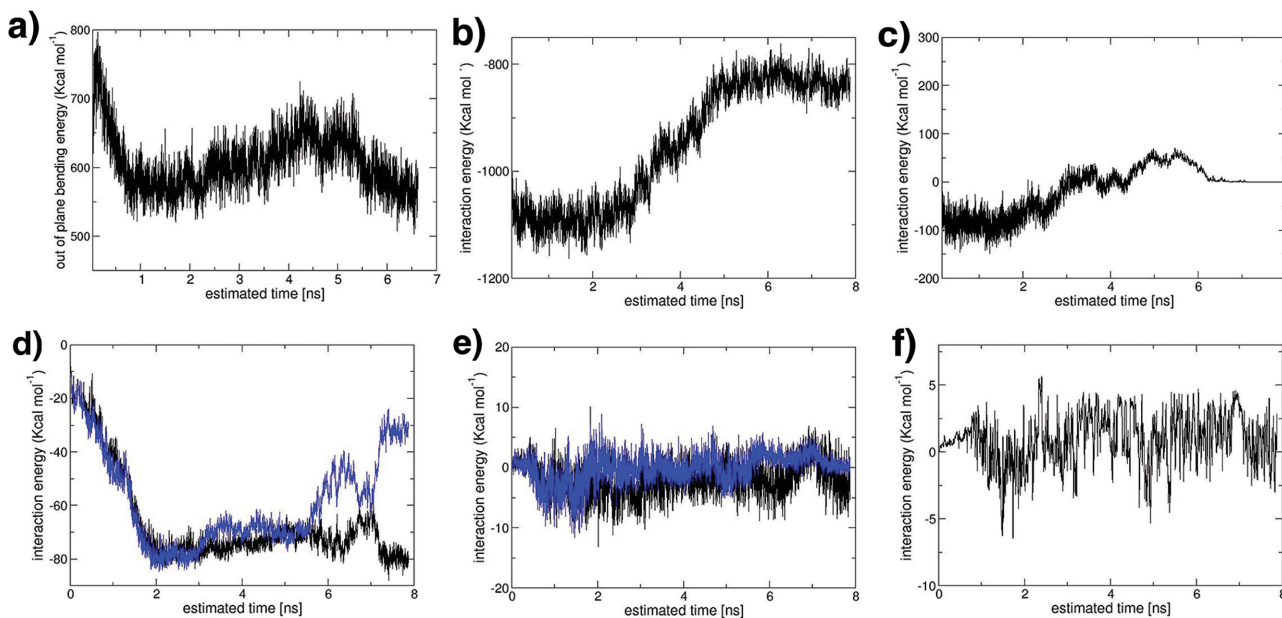 a)
800
700
600
500
out of plane bending energy (Kcal mol⁻¹)
1 2 3 4 5 6 7
estimated time [ns]
b)
-800
-1000
-1200
interaction energy (Kcal mol
2 4 6 8
estimated time [ns]
c)
300
200
100
0
-100
-200
interaction energy (Kcal mol⁻¹)
2 4 6 8
estimated time [ns]
d)
0
-20
-40
-60
-80
interaction energy (Kcal mol⁻¹)
0 1 2 3 4 5 6 7 8
estimated time [ns]
e)
20
10
0
-10
-20
interaction energy (Kcal mol⁻¹)
0 2 4 6 8
estimated time [ns]
f)
5
0
-5
-10
interaction energy (Kcal mol⁻¹)
0 2 4 6 8
estimated time [ns]